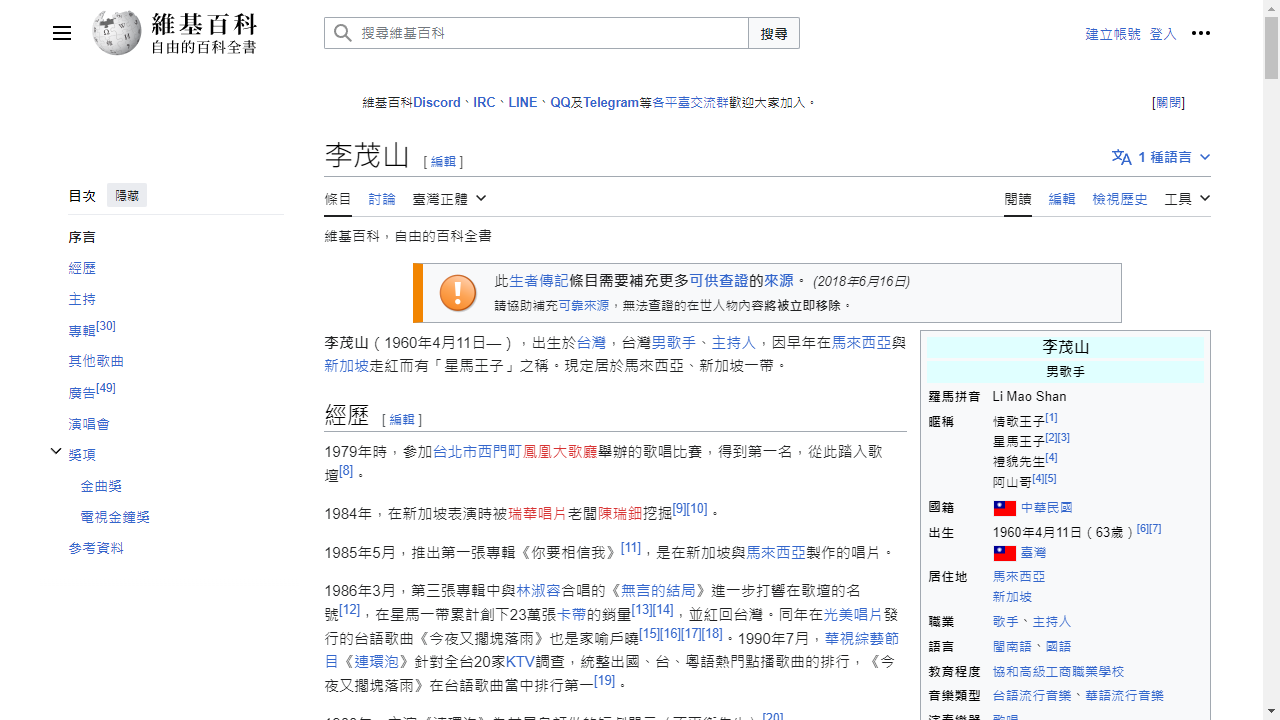 維基百科
自由的百科全書
搜尋維基百科
搜尋
建立帳號 登入
維基百科Discord、IRC、LINE、QQ及Telegram等各平臺交流群歡迎大家加入。
[關閉]
李茂山 [ 編輯 ]
1 種語言
目次 隱藏
條目 討論 臺灣正體
閱讀 編輯 檢視歷史 工具
維基百科，自由的百科全書
序言
經歷
主持
專輯[30]
其他歌曲
廣告[49]
演唱會
獎項
金曲獎
電視金鐘獎
參考資料
此生者傳記條目需要補充更多可供查證的來源。 (2018年6月16日)
請協助補充可靠來源，無法查證的在世人物內容將被立即移除。
李茂山（1960年4月11日—），出生於台灣，台灣男歌手、主持人，因早年在馬來西亞與
新加坡走紅而有「星馬王子」之稱。現定居於馬來西亞、新加坡一帶。
經歷 [ 編輯 ]
1979年時，參加台北市西門町鳳凰大歌廳舉辦的歌唱比賽，得到第一名，從此踏入歌
壇[8]。
1984年，在新加坡表演時被瑞華唱片老闆陳瑞鈿挖掘[9][10]。
1985年5月，推出第一張專輯《你要相信我》[11]，是在新加坡與馬來西亞製作的唱片。
1986年3月，第三張專輯中與林淑容合唱的《無言的結局》進一步打響在歌壇的名
號[12]，在星馬一帶累計創下23萬張卡帶的銷量[13][14]，並紅回台灣。同年在光美唱片發
行的台語歌曲《今夜又擱塊落雨》也是家喻戶曉[15][16][17][18]。1990年7月，華視綜藝節
目《連環泡》針對全台20家KTV調查，統整出國、台、粵語熱門點播歌曲的排行，《今
夜又擱塊落雨》在台語歌曲當中排行第一[19]。
李茂山
男歌手
羅馬拼音 Li Mao Shan
暱稱 情歌王子[1]
星馬王子[2][3]
禮貌先生[4]
阿山哥[4][5]
國籍 中華民國
出生 1960年4月11日（63歲）[6][7]
臺灣
居住地 馬來西亞
新加坡
職業 歌手、主持人
語言 閩南語、國語
教育程度 協和高級工商職業學校
音樂類型 台語流行音樂、華語流行音樂